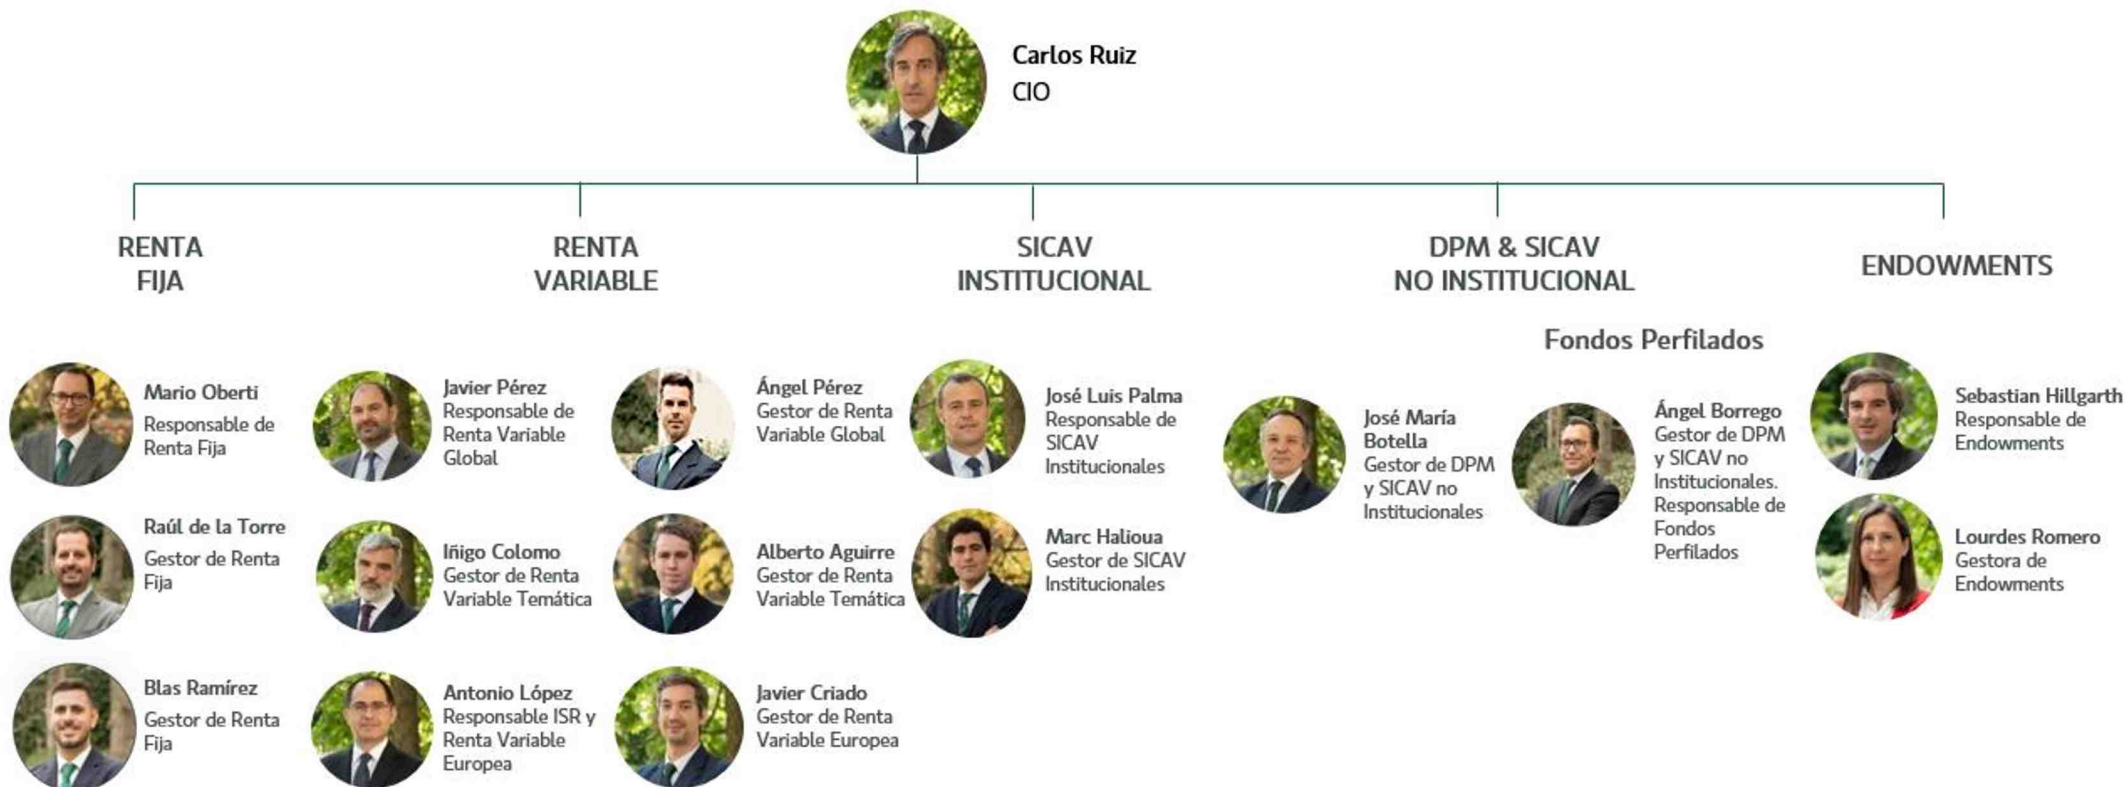 Carlos Ruiz
CIO
RENTA
FIJA
RENTA
VARIABLE
SICAV
INSTITUCIONAL
DPM & SICAV
NO INSTITUCIONAL
ENDOWMENTS
Fondos Perfilados
Mario Oberti
Responsable de
Renta Fija
Raúl de la Torre
Gestor de Renta
Fija
Blas Ramírez
Gestor de Renta
Fija
Javier Pérez
Responsable de
Renta Variable
Global
Iñigo Colomo
Gestor de Renta
Variable Temática
Antonio López
Responsable ISR y
Renta Variable
Europea
Ángel Pérez
Gestor de Renta
Variable Global
Alberto Aguirre
Gestor de Renta
Variable Temática
Javier Criado
Gestor de Renta
Variable Europea
José Luis Palma
Responsable de
SICAV
Institucionales
Marc Halioua
Gestor de SICAV
Institucionales
José María
Botella
Gestor de DPM
y SICAV no
Institucionales
Ángel Borrego
Gestor de DPM
y SICAV no
Institucionales.
Responsable de
Fondos
Perfilados
Sebastian Hillgarth
Responsable de
Endowments
Lourdes Romero
Gestora de
Endowments